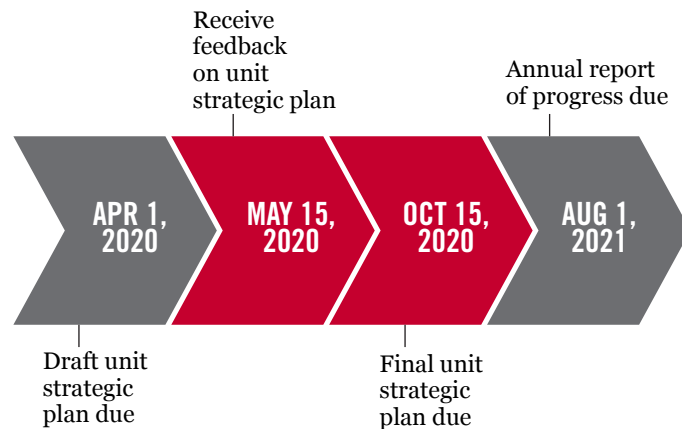 Receive
feedback
on unit
strategic plan
Annual report
of progress due
APR 1,
2020
MAY 15,
2020
OCT 15,
2020
AUG 1,
2021
Draft unit
strategic
plan due
Final unit
strategic
plan due